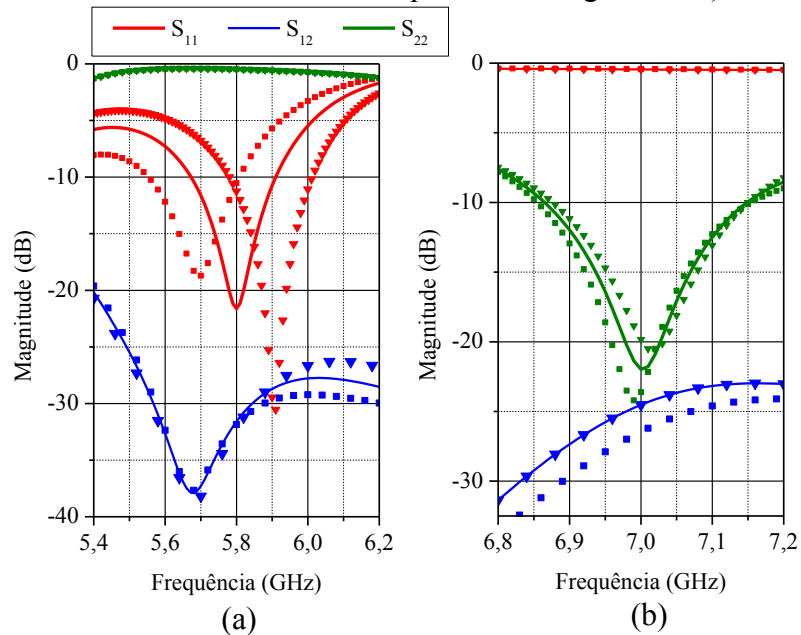 S11 S12 S22
Magnitude (dB)
0
-10
-20
-30
-40
5,4 5,6 5,8 6,0 6,2
Frequência (GHz)
(a)
Magnitude (dB)
0
-10
-20
-30
6,8 6,9 7,0 7,1 7,2
Frequência (GHz)
(b)